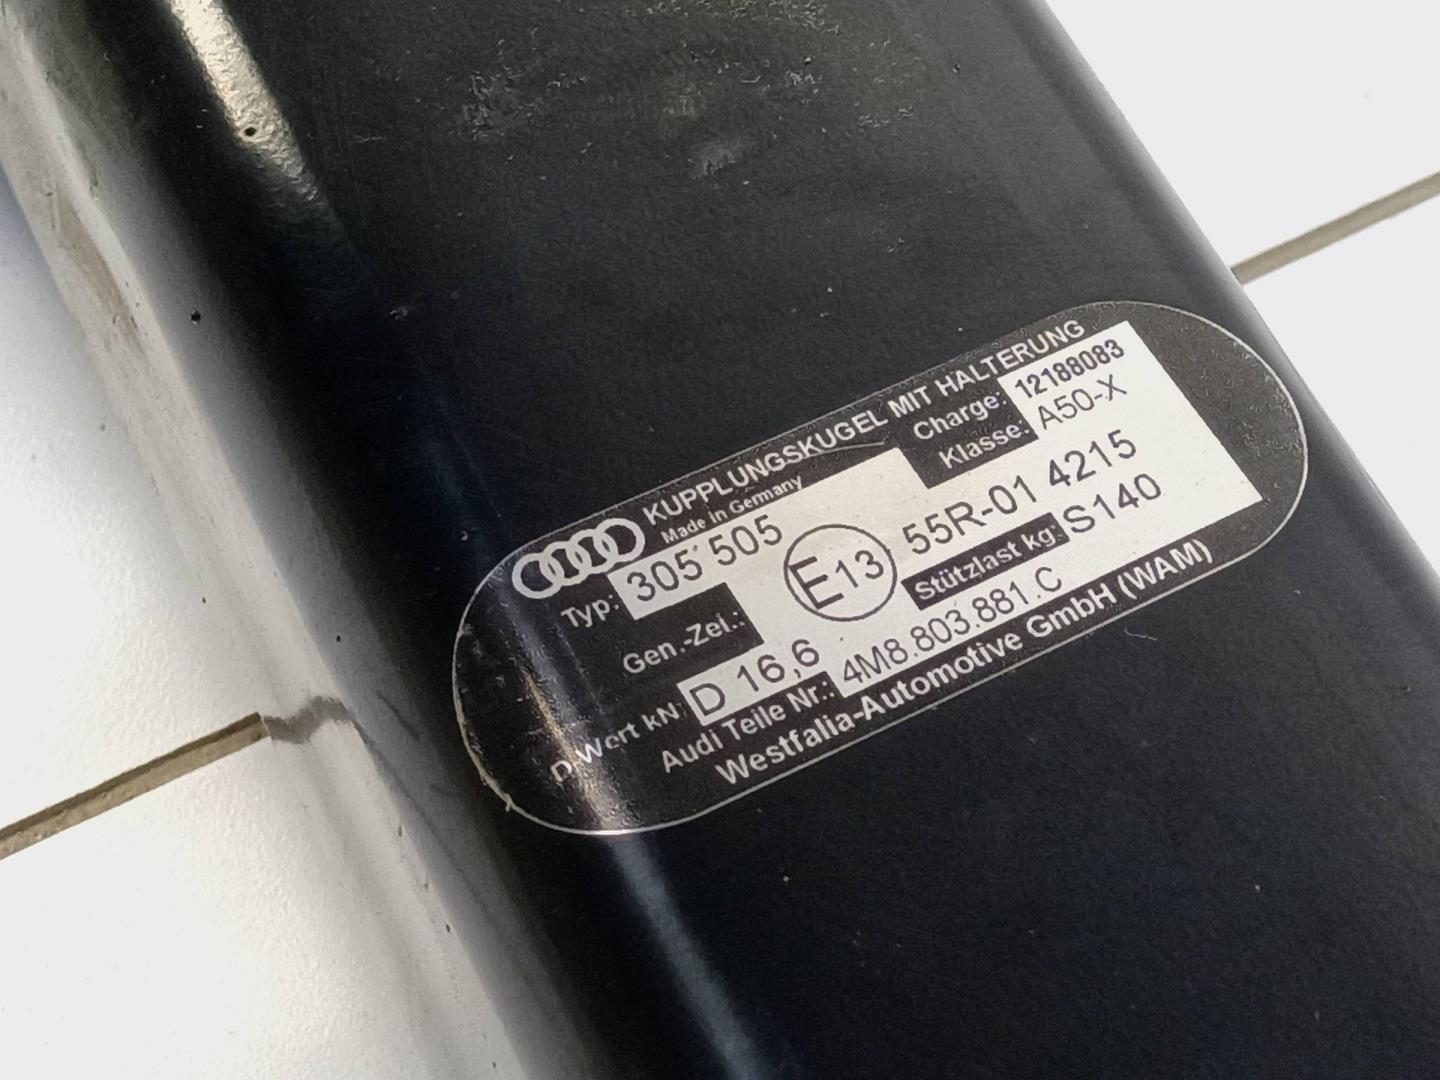 KUPPLUNGSKUGEL MIT HALTERUNG
Made in Germany
Charge: 12188083
Typ: 305 505
Klasse: A50-X
Gen.-Zei.: E13 55R-01 4215
D-Wert kN: D 16,6
Stützlast kg: S140
Audi Teile Nr.: 4M8.803.881.C
Westfalia-Automotive GmbH (WAM)